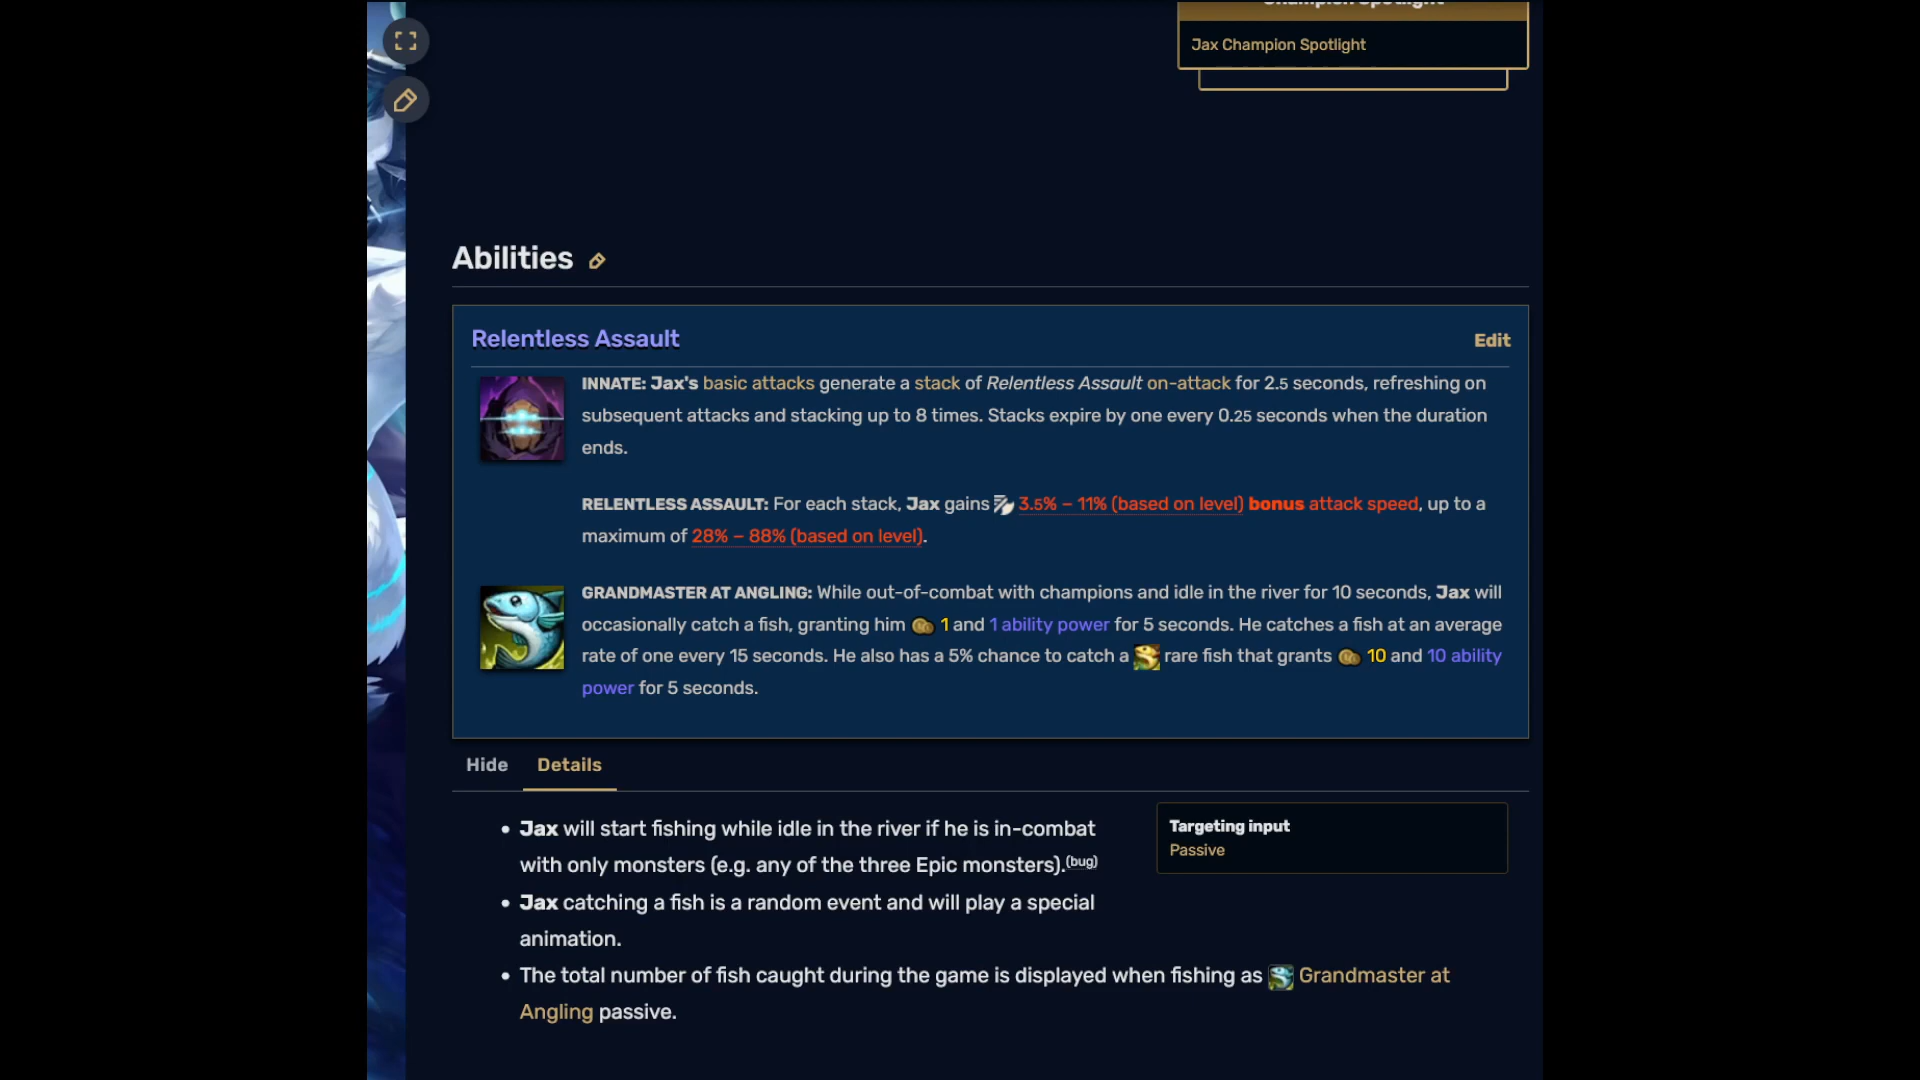 Champion Spotlight
Jax Champion Spotlight
Abilities
Relentless Assault
Edit
INNATE: Jax's basic attacks generate a stack of Relentless Assault on-attack for 2.5 seconds, refreshing on
subsequent attacks and stacking up to 8 times. Stacks expire by one every 0.25 seconds when the duration
ends.
RELENTLESS ASSAULT: For each stack, Jax gains 3.5% – 11% (based on level) bonus attack speed, up to a
maximum of 28% – 88% (based on level).
GRANDMASTER AT ANGLING: While out-of-combat with champions and idle in the river for 10 seconds, Jax will
occasionally catch a fish, granting him 1 and 1 ability power for 5 seconds. He catches a fish at an average
rate of one every 15 seconds. He also has a 5% chance to catch a rare fish that grants 10 and 10 ability
power for 5 seconds.
Hide Details
Jax will start fishing while idle in the river if he is in-combat
with only monsters (e.g. any of the three Epic monsters).(bug)
Jax catching a fish is a random event and will play a special
animation.
The total number of fish caught during the game is displayed when fishing as Grandmaster at
Angling passive.
Targeting input
Passive